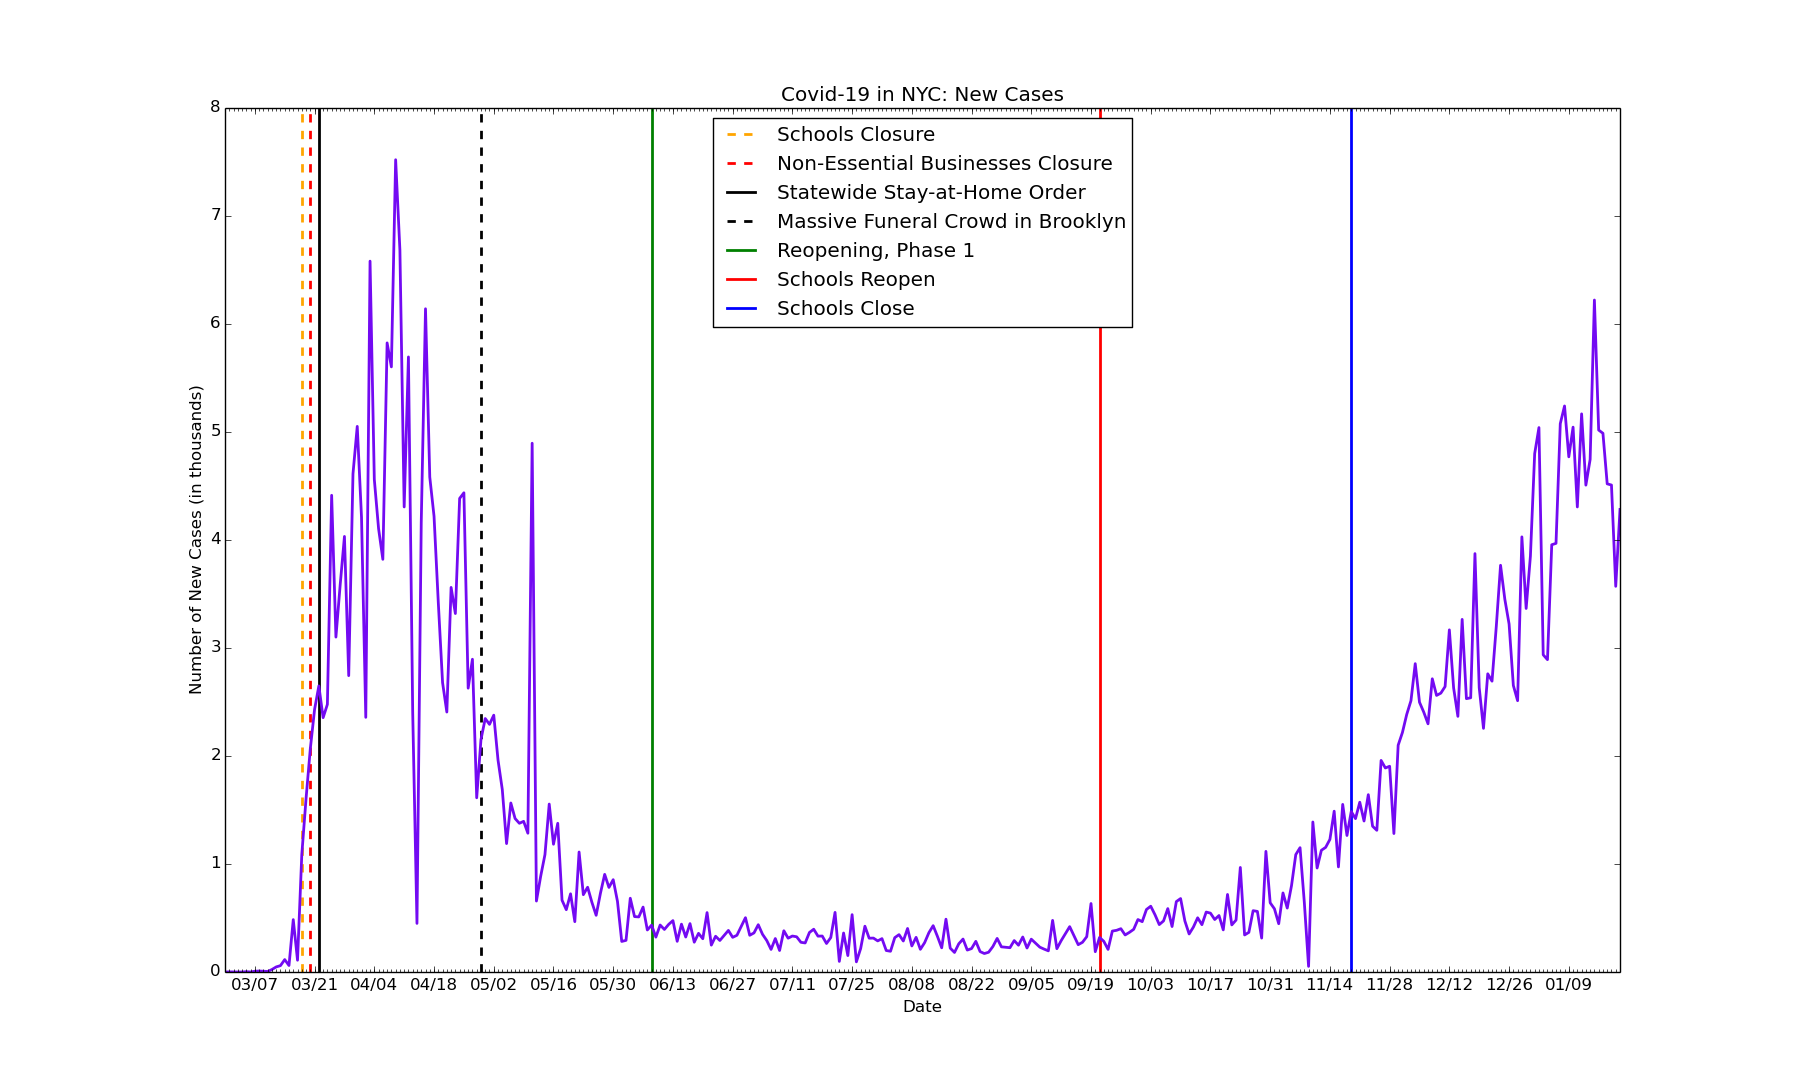 Covid-19 in NYC: New Cases
Schools Closure
Non-Essential Businesses Closure
Statewide Stay-at-Home Order
Massive Funeral Crowd in Brooklyn
Reopening, Phase 1
Schools Reopen
Schools Close
Number of New Cases (in thousands)
8
7
6
5
4
3
2
1
0
03/07 03/21 04/04 04/18 05/02 05/16 05/30 06/13 06/27 07/11 07/25 08/08 08/22 09/05 09/19 10/03 10/17 10/31 11/14 11/28 12/12 12/26 01/09
Date